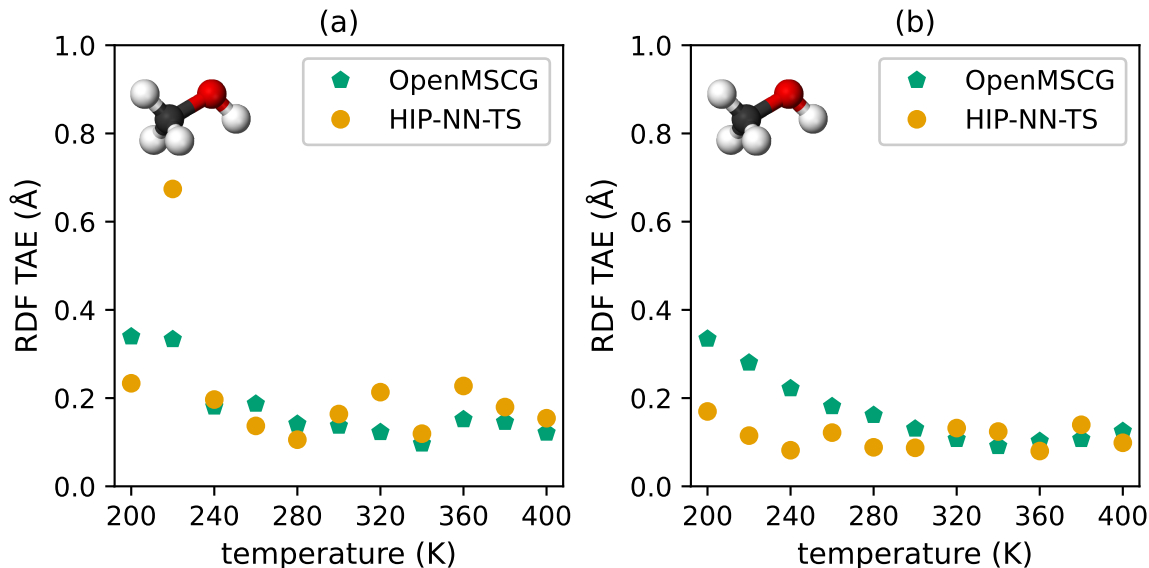 (a)
1.0
0.8
0.6
0.4
0.2
0.0
RDF TAE (Å)
OpenMSCG
HIP-NN-TS
200 240 280 320 360 400
temperature (K)
(b)
1.0
0.8
0.6
0.4
0.2
0.0
RDF TAE (Å)
OpenMSCG
HIP-NN-TS
200 240 280 320 360 400
temperature (K)